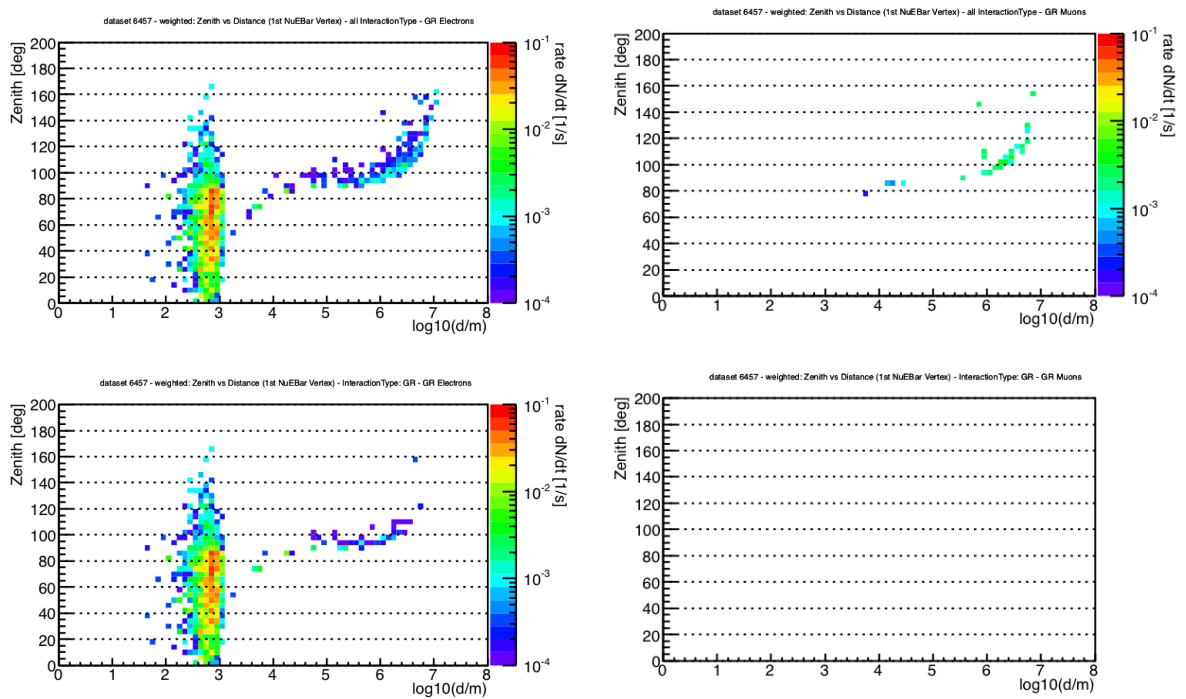 dataset 6457 - weighted: Zenith vs Distance (1st NuEBar Vertex) - all InteractionType - GR Electrons
Zenith [deg]
200
180
160
140
120
100
80
60
40
20
0
0 1 2 3 4 5 6 7 8
log10(d/m)
10-1
10-2
10-3
10-4
rate dN/dt [1/s]
dataset 6457 - weighted: Zenith vs Distance (1st NuEBar Vertex) - all InteractionType - GR Muons
Zenith [deg]
200
180
160
140
120
100
80
60
40
20
0
0 1 2 3 4 5 6 7 8
log10(d/m)
10-1
10-2
10-3
10-4
rate dN/dt [1/s]
dataset 6457 - weighted: Zenith vs Distance (1st NuEBar Vertex) - InteractionType: GR - GR Electrons
Zenith [deg]
200
180
160
140
120
100
80
60
40
20
0
0 1 2 3 4 5 6 7 8
log10(d/m)
10-1
10-2
10-3
10-4
rate dN/dt [1/s]
dataset 6457 - weighted: Zenith vs Distance (1st NuEBar Vertex) - InteractionType: GR - GR Muons
Zenith [deg]
200
180
160
140
120
100
80
60
40
20
0
0 1 2 3 4 5 6 7 8
log10(d/m)